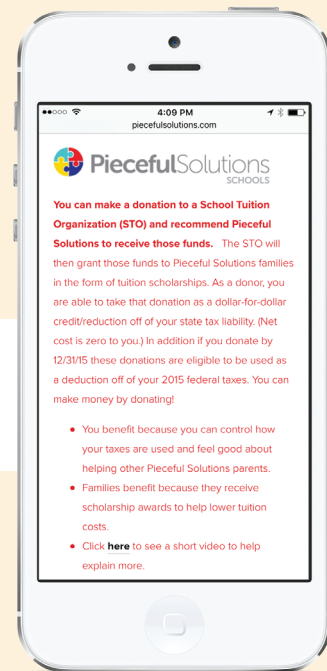 4:09 PM
piecefulsolutions.com
PiecefulSolutions
SCHOOLS
You can make a donation to a School Tuition
Organization (STO) and recommend Pieceful
Solutions to receive those funds. The STO will
then grant those funds to Pieceful Solutions families
in the form of tuition scholarships. As a donor, you
are able to take that donation as a dollar-for-dollar
credit/reduction off of your state tax liability. (Net
cost is zero to you.) In addition if you donate by
12/31/15 these donations are eligible to be used as
a deduction off of your 2015 federal taxes. You can
make money by donating!
• You benefit because you can control how
your taxes are used and feel good about
helping other Pieceful Solutions parents.
• Families benefit because they receive
scholarship awards to help lower tuition
costs.
• Click here to see a short video to help
explain more.